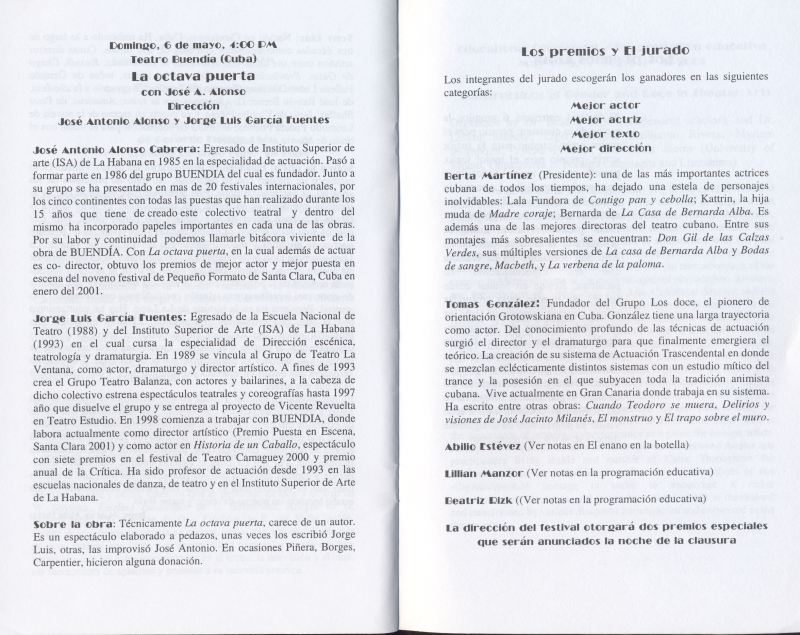 Domingo, 6 de mayo, 4:00 PM
Teatro Buendía (Cuba)
La octava puerta
con José A. Alonso
Dirección
José Antonio Alonso y Jorge Luis García Fuentes
José Antonio Alonso Cabrera: Egresado de Instituto Superior de
arte (ISA) de La Habana en 1985 en la especialidad de actuación. Pasó a
formar parte en 1986 del grupo BUENDIA del cual es fundador. Junto a
su grupo se ha presentado en mas de 20 festivales internacionales, por
los cinco continentes con todas las puestas que han realizado durante los
15 años que tiene de creado este colectivo teatral y dentro del
mismo ha incorporado papeles importantes en cada una de las obras.
Por su labor y continuidad podemos llamarle bitácora viviente de la
obra de BUENDÍA. Con La octava puerta, en la cual además de actuar
es co- director, obtuvo los premios de mejor actor y mejor puesta en
escena del noveno festival de Pequeño Formato de Santa Clara, Cuba en
enero del 2001.
Jorge Luis García Fuentes: Egresado de la Escuela Nacional de
Teatro (1988) y del Instituto Superior de Arte (ISA) de La Habana
(1993) en el cual cursa la especialidad de Dirección escénica,
teatrología y dramaturgia. En 1989 se vincula al Grupo de Teatro La
Ventana, como actor, dramaturgo y director artístico. A fines de 1993
crea el Grupo Teatro Balanza, con actores y bailarines, a la cabeza de
dicho colectivo estrena espectáculos teatrales y coreografías hasta 1997
año que disuelve el grupo y se entrega al proyecto de Vicente Revuelta
en Teatro Estudio. En 1998 comienza a trabajar con BUENDIA, donde
labora actualmente como director artístico (Premio Puesta en Escena,
Santa Clara 2001) y como actor en Historia de un Caballo, espectáculo
con siete premios en el festival de Teatro Camaguey 2000 y premio
anual de la Crítica. Ha sido profesor de actuación desde 1993 en las
escuelas nacionales de danza, de teatro y en el Instituto Superior de Arte
de La Habana.
Sobre la obra: Técnicamente La octava puerta, carece de un autor.
Es un espectáculo elaborado a pedazos, unas veces los escribió Jorge
Luis, otras, las improvisó José Antonio. En ocasiones Piñera, Borges,
Carpentier, hicieron alguna donación.
Los premios y El jurado
Los integrantes del jurado escogerán los ganadores en las siguientes
categorías:
Mejor actor
Mejor actriz
Mejor texto
Mejor dirección
Berta Martínez (Presidente): una de las más importantes actrices
cubana de todos los tiempos, ha dejado una estela de personajes
inolvidables: Lala Fundora de Contigo pan y cebolla; Kattrin, la hija
muda de Madre coraje; Bernarda de La Casa de Bernarda Alba. Es
además una de las mejores directoras del teatro cubano. Entre sus
montajes más sobresalientes se encuentran: Don Gil de las Calzas
Verdes, sus múltiples versiones de La casa de Bernarda Alba y Bodas
de sangre, Macbeth, y La verbena de la paloma.
Tomas González: Fundador del Grupo Los doce, el pionero de
orientación Grotowskiana en Cuba. González tiene una larga trayectoria
como actor. Del conocimiento profundo de las técnicas de actuación
surgió el director y el dramaturgo para que finalmente emergiera el
teórico. La creación de su sistema de Actuación Trascendental en donde
se mezclan eclécticamente distintos sistemas con un estudio mítico del
trance y la posesión en el que subyacen toda la tradición animista
cubana. Vive actualmente en Gran Canaria donde trabaja en su sistema.
Ha escrito entre otras obras: Cuando Teodoro se muera, Delirios y
visiones de José Jacinto Milanés, El monstruo y El trapo sobre el muro.
Abilio Estévez (Ver notas en El enano en la botella)
Lillian Manzor (Ver notas en la programación educativa)
Beatriz Rizk ((Ver notas en la programación educativa)
La dirección del festival otorgará dos premios especiales
que serán anunciados la noche de la clausura